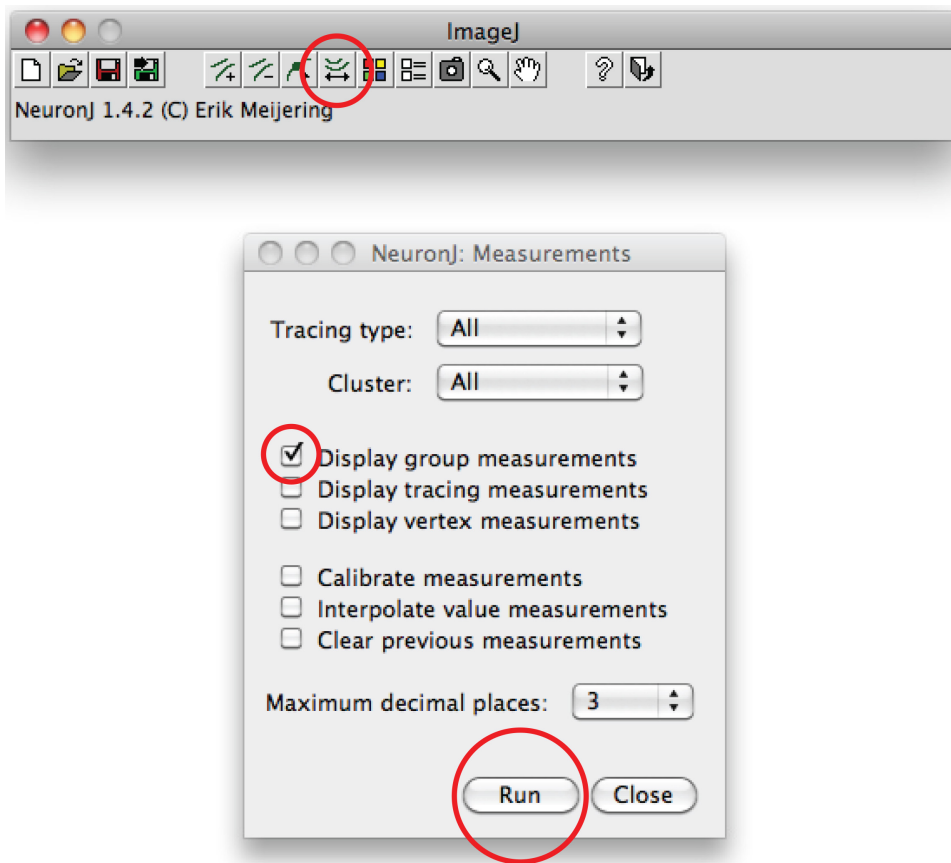 ImageJ
NeuronJ 1.4.2 (C) Erik Meijering
NeuronJ: Measurements
Tracing type: All
Cluster: All
Display group measurements
Display tracing measurements
Display vertex measurements
Calibrate measurements
Interpolate value measurements
Clear previous measurements
Maximum decimal places: 3
Run Close